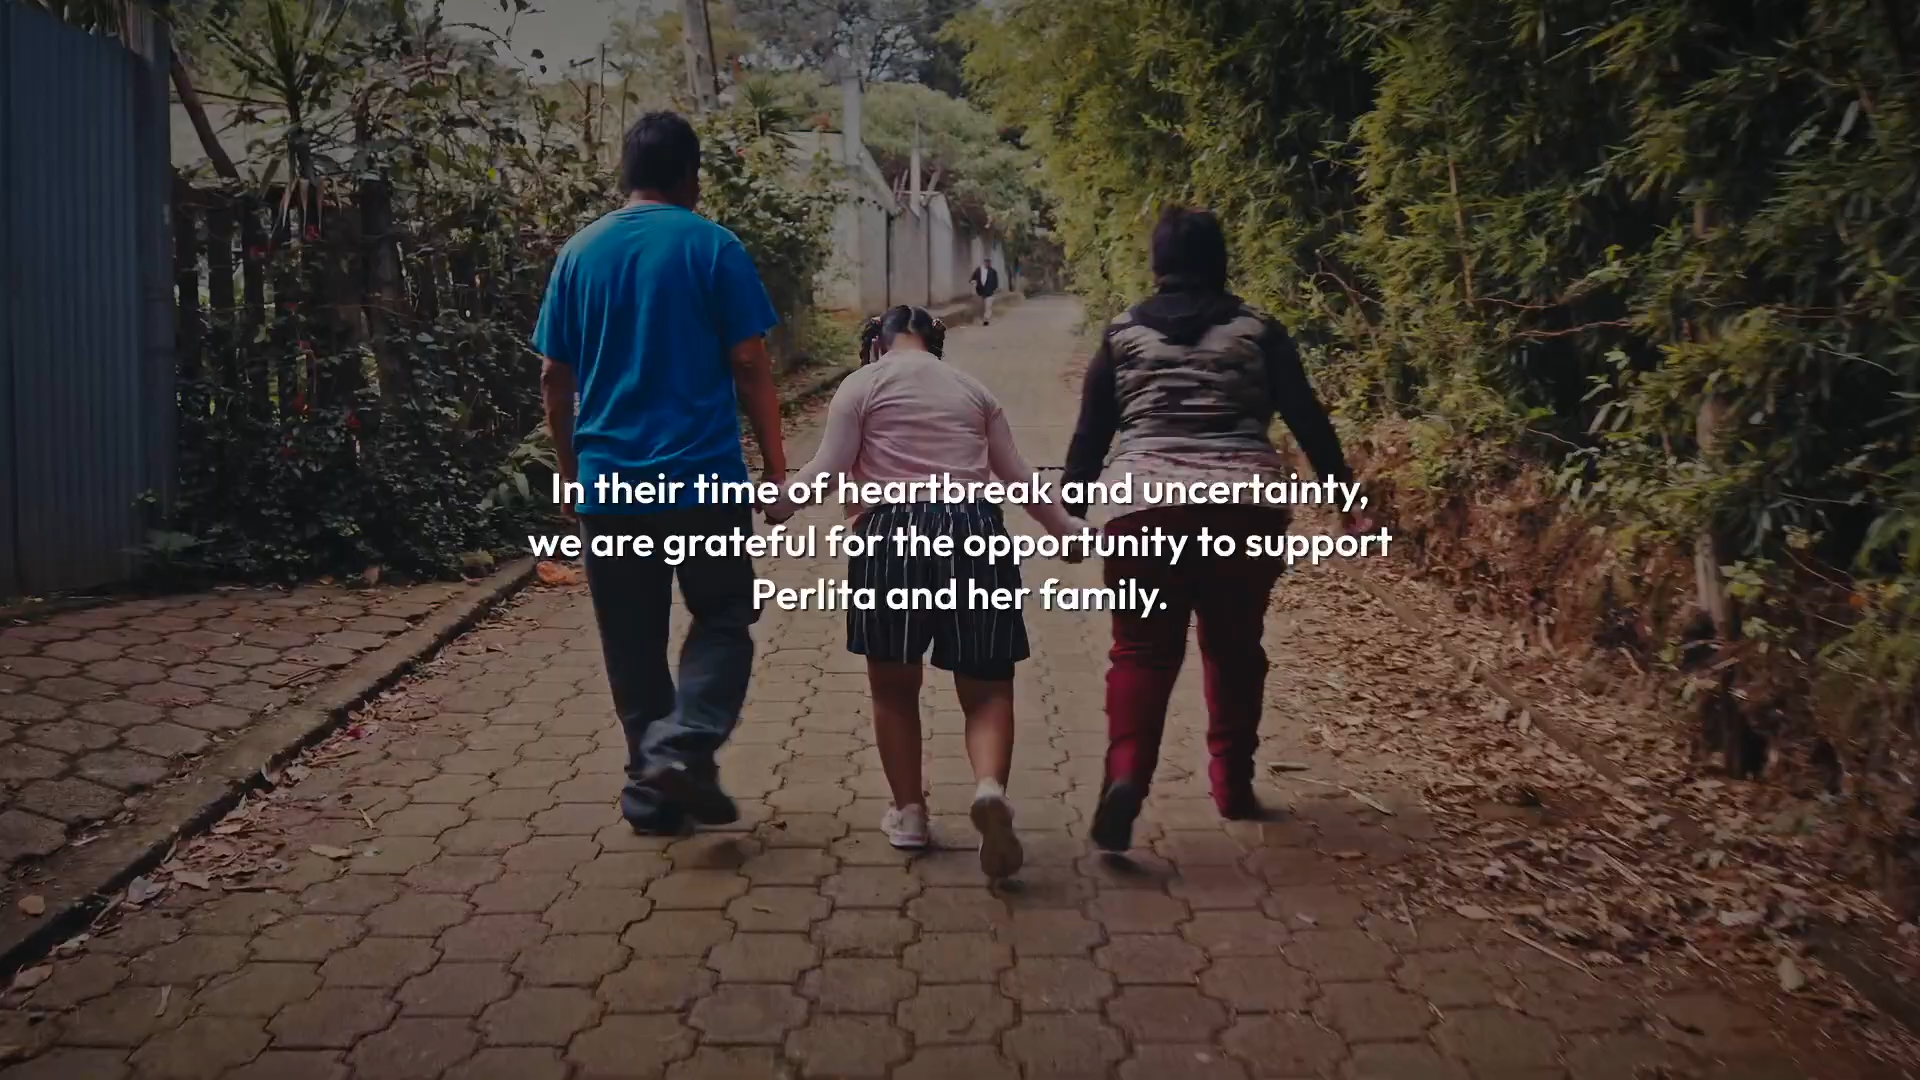 In their time of heartbreak and uncertainty,
we are grateful for the opportunity to support
Perlita and her family.